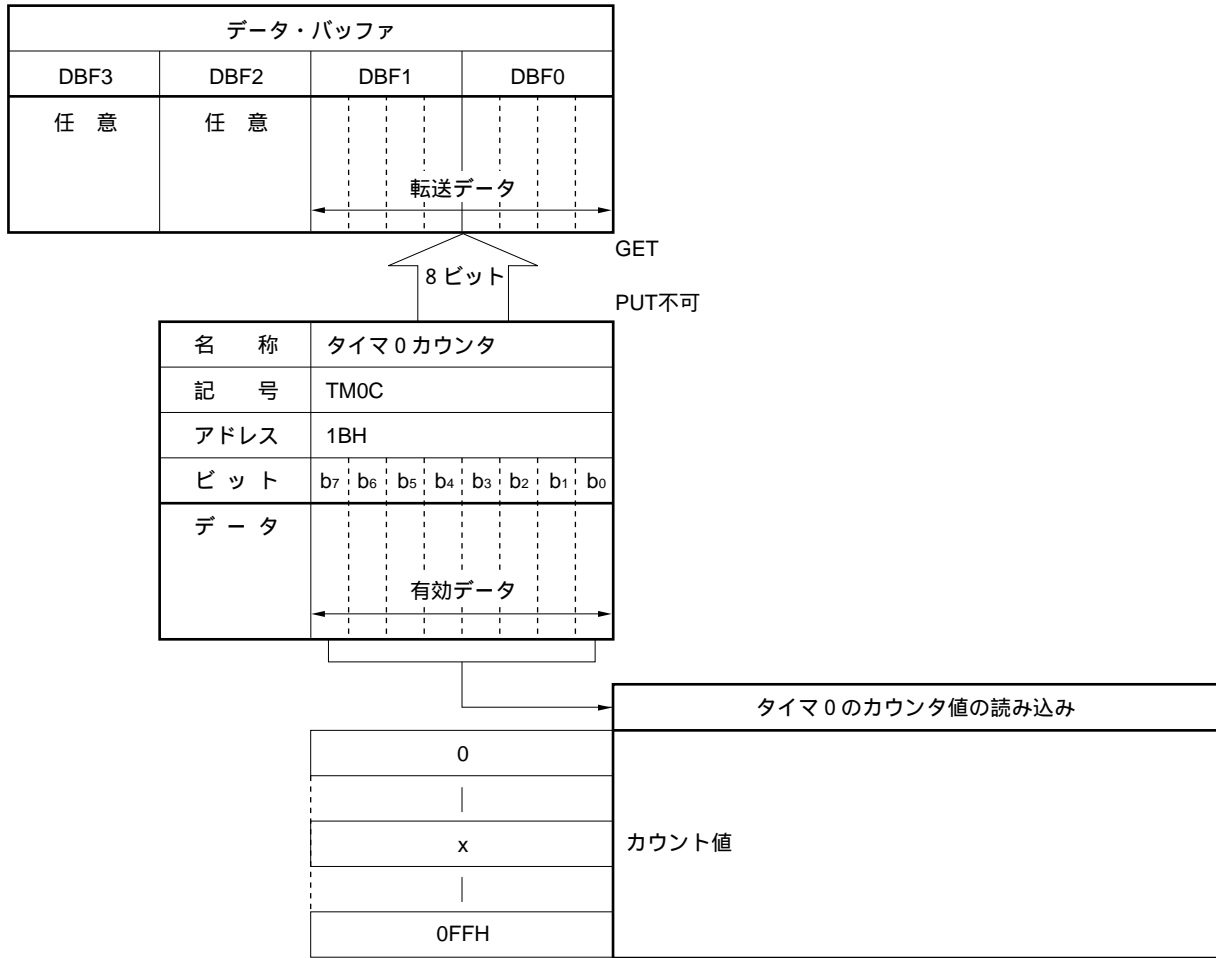 データ・バッファ
DBF3 DBF2 DBF1 DBF0
任 意 任 意
転送データ
GET
8 ビット
PUT不可
名 称 タイマ 0 カウンタ
記 号 TM0C
アドレス 1BH
ビ ッ ト b7 b6 b5 b4 b3 b2 b1 b0
デ ー タ
有効データ
タイマ 0 のカウンタ値の読み込み
0
x
カウント値
0FFH